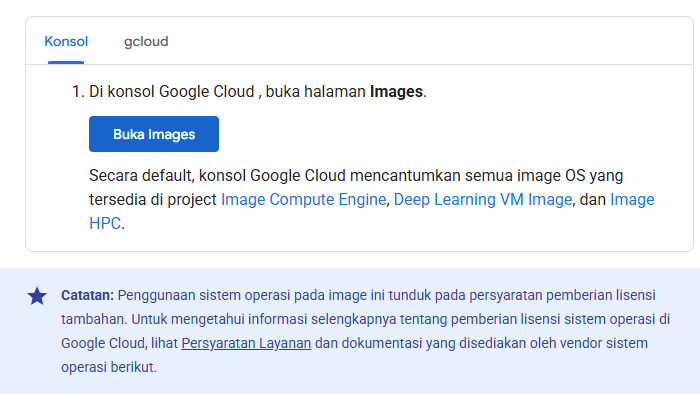 Konsol gcloud
1. Di konsol Google Cloud , buka halaman Images.
Buka Images
Secara default, konsol Google Cloud mencantumkan semua image OS yang
tersedia di project Image Compute Engine, Deep Learning VM Image, dan Image
HPC.
Catatan: Penggunaan sistem operasi pada image ini tunduk pada persyaratan pemberian lisensi
tambahan. Untuk mengetahui informasi selengkapnya tentang pemberian lisensi sistem operasi di
Google Cloud, lihat Persyaratan Layanan dan dokumentasi yang disediakan oleh vendor sistem
operasi berikut.